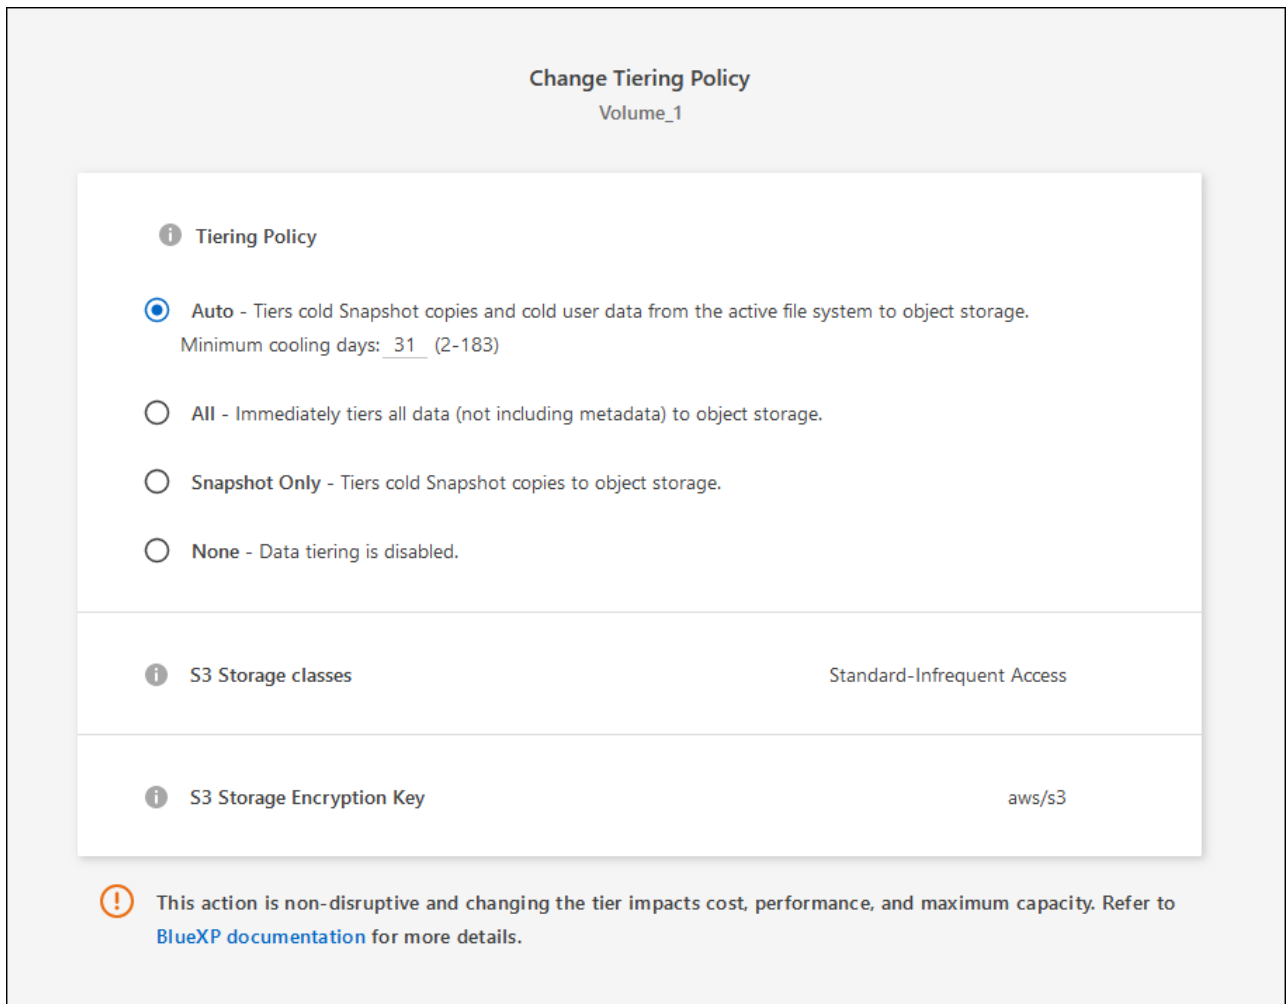 Change Tiering Policy
Volume_1
Tiering Policy
Auto - Tiers cold Snapshot copies and cold user data from the active file system to object storage.
Minimum cooling days: 31 (2-183)
All - Immediately tiers all data (not including metadata) to object storage.
Snapshot Only - Tiers cold Snapshot copies to object storage.
None - Data tiering is disabled.
S3 Storage classes Standard-Infrequent Access
S3 Storage Encryption Key aws/s3
This action is non-disruptive and changing the tier impacts cost, performance, and maximum capacity. Refer to
BlueXP documentation for more details.